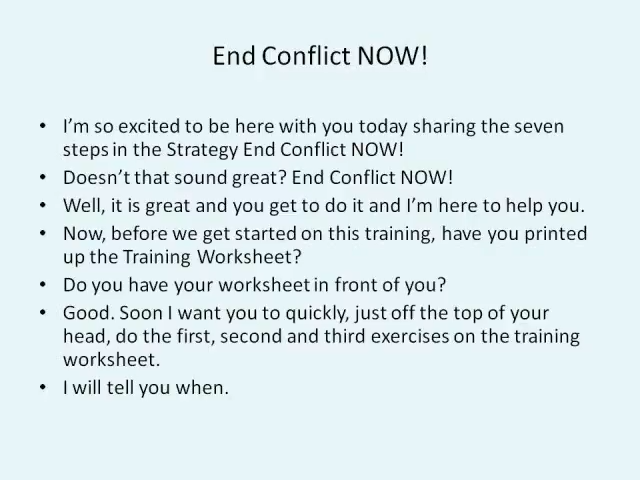 End Conflict NOW!
• I’m so excited to be here with you today sharing the seven
steps in the Strategy End Conflict NOW!
• Doesn’t that sound great? End Conflict NOW!
• Well, it is great and you get to do it and I’m here to help you.
• Now, before we get started on this training, have you printed
up the Training Worksheet?
• Do you have your worksheet in front of you?
• Good. Soon I want you to quickly, just off the top of your
head, do the first, second and third exercises on the training
worksheet.
• I will tell you when.